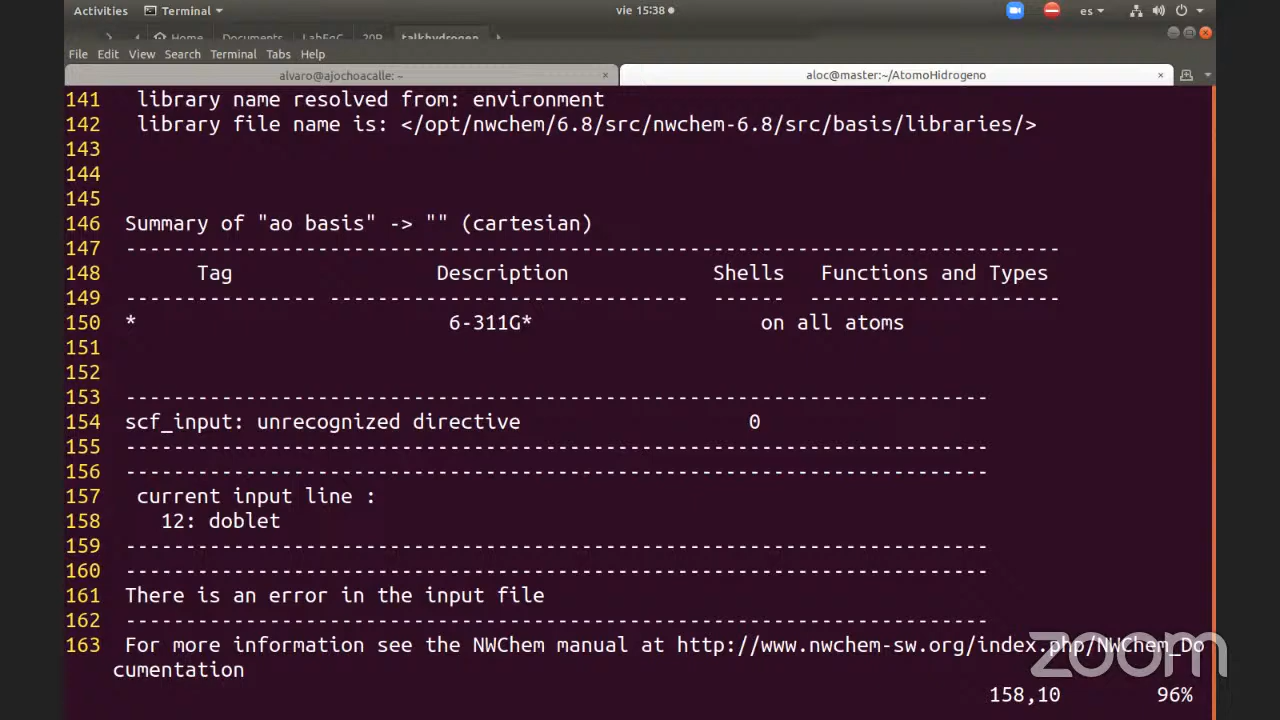 Activities Terminal vie 15:38 es
Home Documents LabFqC 20B talkhydrogen
File Edit View Search Terminal Tabs Help
alvaro@ajochoacalle: ~ × aloc@master:~/AtomoHidrogeno ×
141 library name resolved from: environment
142 library file name is: </opt/nwchem/6.8/src/nwchem-6.8/src/basis/libraries/>
143
144
145
146 Summary of "ao basis" -> "" (cartesian)
147 ------------------------------------------------------------------------------
148 Tag Description Shells Functions and Types
149 ---------------- ------------------------------ ------ ---------------------
150 * 6-311G* on all atoms
151
152
153 ------------------------------------------------------------------------
154 scf_input: unrecognized directive 0
155 ------------------------------------------------------------------------
156 ------------------------------------------------------------------------
157 current input line :
158 12: doblet
159 ------------------------------------------------------------------------
160 ------------------------------------------------------------------------
161 There is an error in the input file
162 ------------------------------------------------------------------------
163 For more information see the NWChem manual at http://www.nwchem-sw.org/index.php/NWChem_Do
cumentation
158,10 96%
zoom